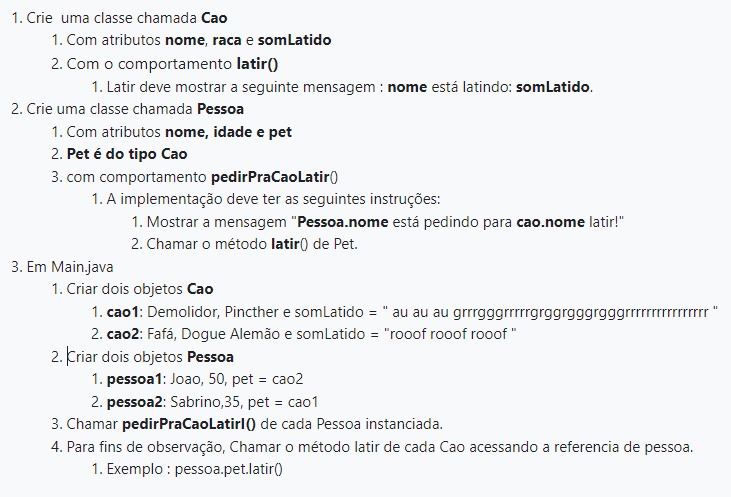 1. Crie uma classe chamada Cao
1. Com atributos nome, raca e somLatido
2. Com o comportamento latir()
1. Latir deve mostrar a seguinte mensagem : nome está latindo: somLatido.
2. Crie uma classe chamada Pessoa
1. Com atributos nome, idade e pet
2. Pet é do tipo Cao
3. com comportamento pedirPraCaoLatir()
1. A implementação deve ter as seguintes instruções:
1. Mostrar a mensagem "Pessoa.nome está pedindo para cao.nome latir!"
2. Chamar o método latir() de Pet.
3. Em Main.java
1. Criar dois objetos Cao
1. cao1: Demolidor, Pincther e somLatido = " au au au grrrgggrrrrrgrggrgggrgggrrrrrrrrrrrrrrr "
2. cao2: Fafá, Dogue Alemão e somLatido = "rooof rooof rooof "
2. Criar dois objetos Pessoa
1. pessoa1: Joao, 50, pet = cao2
2. pessoa2: Sabrino,35, pet = cao1
3. Chamar pedirPraCaoLatirl() de cada Pessoa instanciada.
4. Para fins de observação, Chamar o método latir de cada Cao acessando a referencia de pessoa.
1. Exemplo : pessoa.pet.latir()